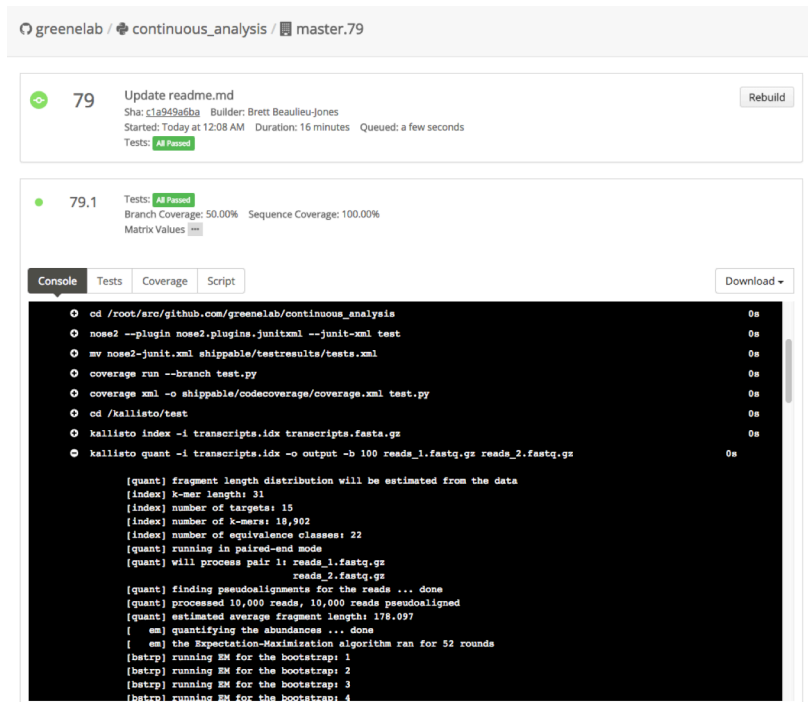 greenelab / continuous_analysis / master.79
79
Update readme.md
Rebuild
Sha: c1a949a6ba Builder: Brett Beaulieu-Jones
Started: Today at 12:08 AM Duration: 16 minutes Queued: a few seconds
Tests: All Passed
79.1
Tests: All Passed
Branch Coverage: 50.00% Sequence Coverage: 100.00%
Matrix Values ···
Console Tests Coverage Script Download
cd /root/src/github.com/greenelab/continuous_analysis 0s
nose2 --plugin nose2.plugins.junitxml --junit-xml test 0s
mv nose2-junit.xml shippable/testresults/tests.xml 0s
coverage run --branch test.py 0s
coverage xml -o shippable/codecoverage/coverage.xml test.py 0s
cd /kallisto/test 0s
kallisto index -i transcripts.idx transcripts.fasta.gz 0s
kallisto quant -i transcripts.idx -o output -b 100 reads_1.fastq.gz reads_2.fastq.gz 0s
[quant] fragment length distribution will be estimated from the data
[index] k-mer length: 31
[index] number of targets: 15
[index] number of k-mers: 18,902
[index] number of equivalence classes: 22
[quant] running in paired-end mode
[quant] will process pair 1: reads_1.fastq.gz
reads_2.fastq.gz
[quant] finding pseudoalignments for the reads ... done
[quant] processed 10,000 reads, 10,000 reads pseudoaligned
[quant] estimated average fragment length: 178.097
[   em] quantifying the abundances ... done
[   em] the Expectation-Maximization algorithm ran for 52 rounds
[bstrp] running EM for the bootstrap: 1
[bstrp] running EM for the bootstrap: 2
[bstrp] running EM for the bootstrap: 3
[bstrp] running EM for the bootstrap: 4